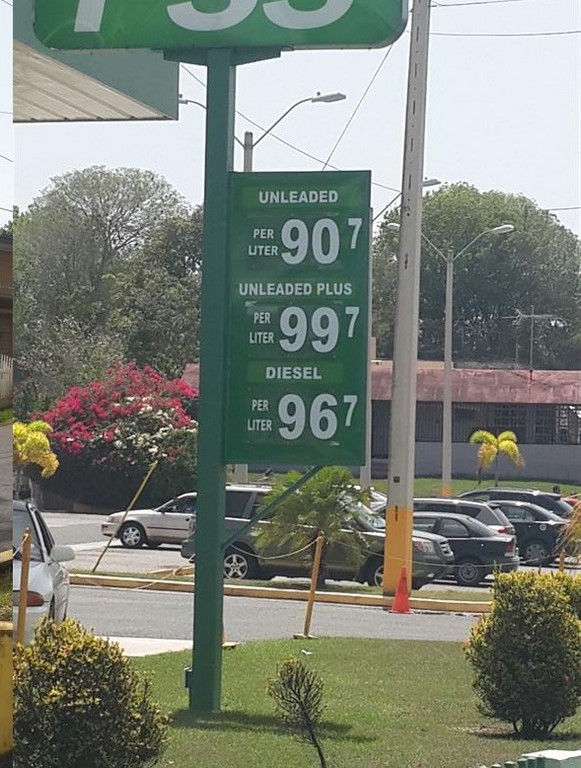 UNLEADED
PER LITER 90 7
UNLEADED PLUS
PER LITER 99 7
DIESEL
PER LITER 96 7